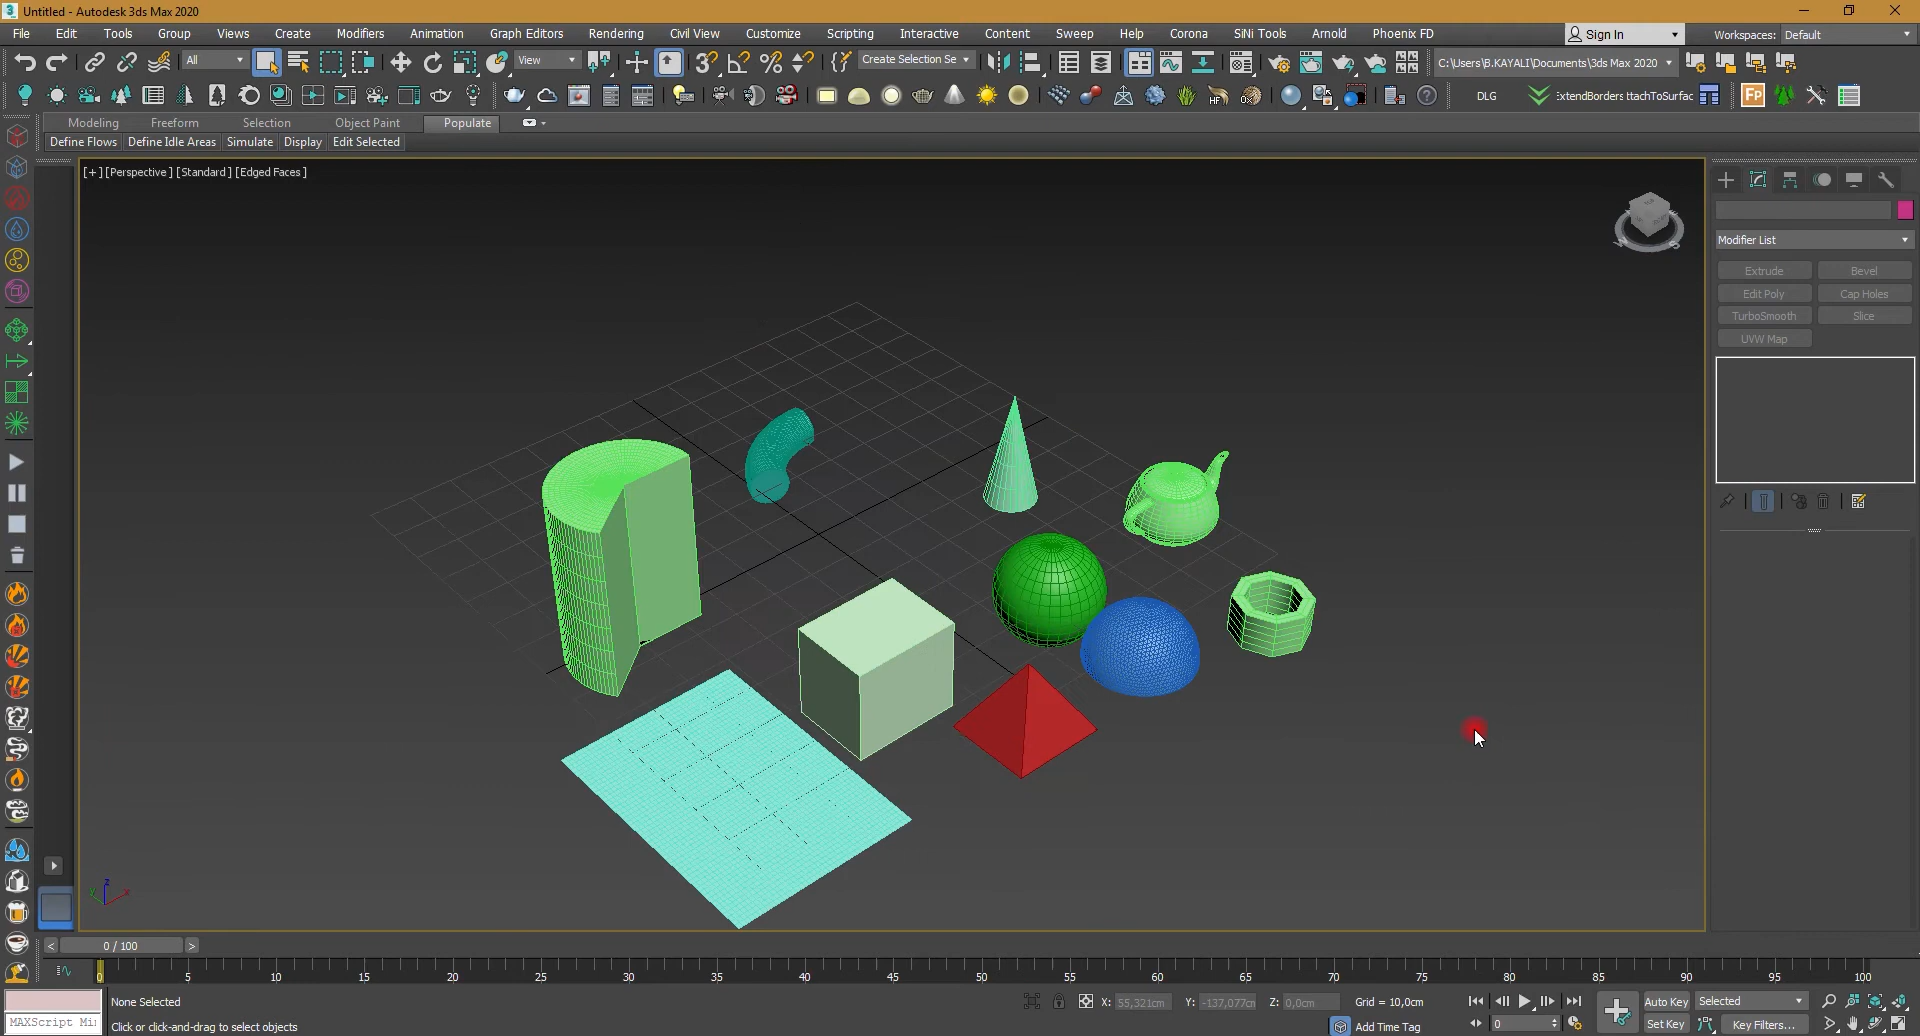 Untitled - Autodesk 3ds Max 2020
File Edit Tools Group Views Create Modifiers Animation Graph Editors Rendering Civil View Customize Scripting Interactive Content Sweep Help Corona SiNi Tools Arnold Phoenix FD Sign In Workspaces: Default
All View Create Selection Se C:\Users\B.KAYALI\Documents\3ds Max 2020
DLG :xtendBorders ttachToSurfac Fp
Modeling Freeform Selection Object Paint Populate
Define Flows Define Idle Areas Simulate Display Edit Selected
[+] [Perspective ] [Standard ] [Edged Faces ]
Modifier List
Extrude Bevel
Edit Poly Cap Holes
TurboSmooth Slice
UVW Map
z
y x
< 0 / 100 >
0 5 10 15 20 25 30 35 40 45 50 55 60 65 70 75 80 85 90 95 100
None Selected X: 55,321cm Y: -137,077cm Z: 0,0cm Grid = 10,0cm Auto Key Selected
MAXScript Mi Click or click-and-drag to select objects Add Time Tag 0 Set Key Key Filters...